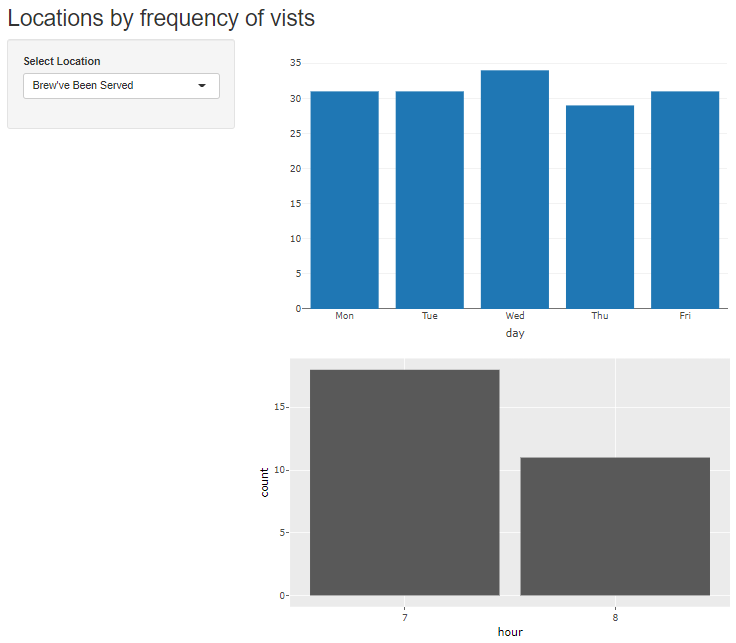 Locations by frequency of vists
Select Location
Brew've Been Served
35
30
25
20
15
10
5
0
Mon Tue Wed Thu Fri
day
15
10
5
0
count
7 8
hour